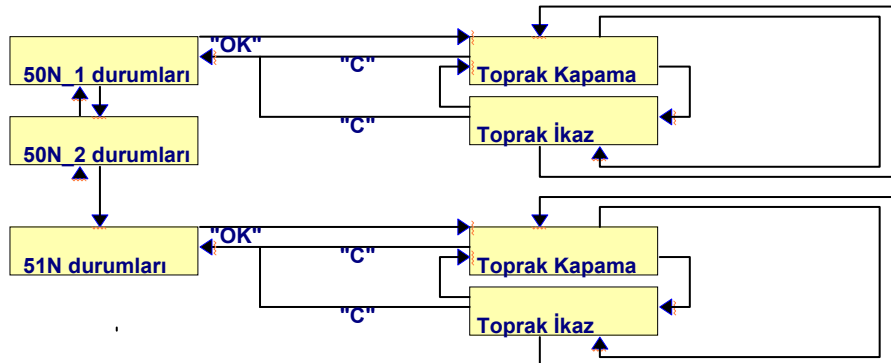 "OK"
50N_1 durumları
"C"
Toprak Kapama
"C"
Toprak İkaz
50N_2 durumları
"OK"
51N durumları
"C"
Toprak Kapama
"C"
Toprak İkaz